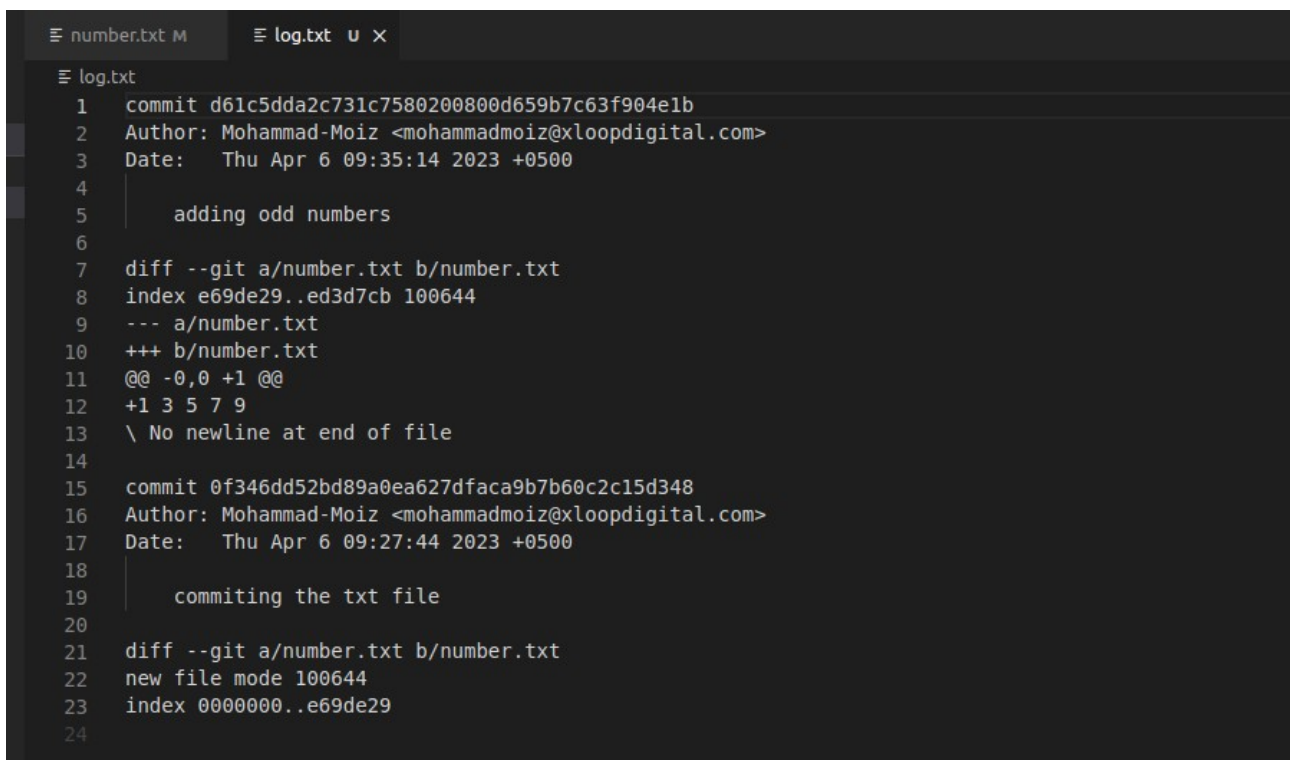 number.txt M log.txt U ×
log.txt
1 commit d61c5dda2c731c7580200800d659b7c63f904e1b
2 Author: Mohammad-Moiz <mohammadmoiz@xloopdigital.com>
3 Date:   Thu Apr 6 09:35:14 2023 +0500
4
5     adding odd numbers
6
7 diff --git a/number.txt b/number.txt
8 index e69de29..ed3d7cb 100644
9 --- a/number.txt
10 +++ b/number.txt
11 @@ -0,0 +1 @@
12 +1 3 5 7 9
13 \ No newline at end of file
14
15 commit 0f346dd52bd89a0ea627dfaca9b7b60c2c15d348
16 Author: Mohammad-Moiz <mohammadmoiz@xloopdigital.com>
17 Date:   Thu Apr 6 09:27:44 2023 +0500
18
19     commiting the txt file
20
21 diff --git a/number.txt b/number.txt
22 new file mode 100644
23 index 0000000..e69de29
24